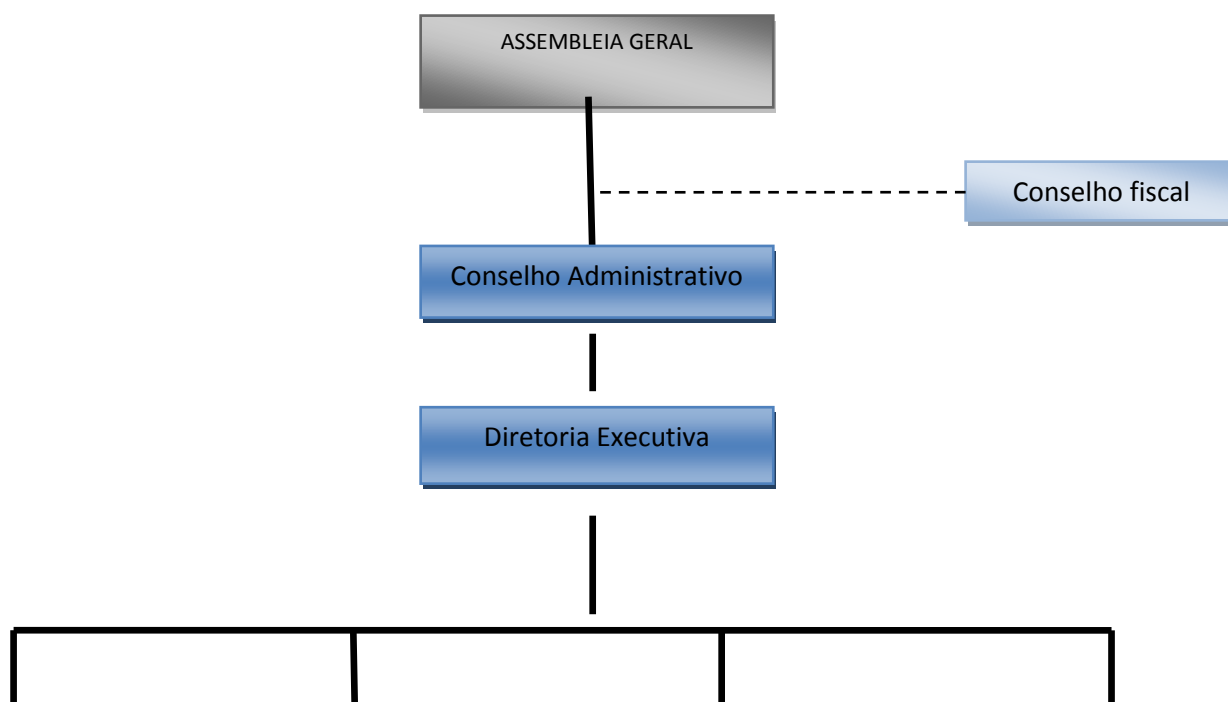 ASSEMBLEIA GERAL
Conselho fiscal
Conselho Administrativo
Diretoria Executiva